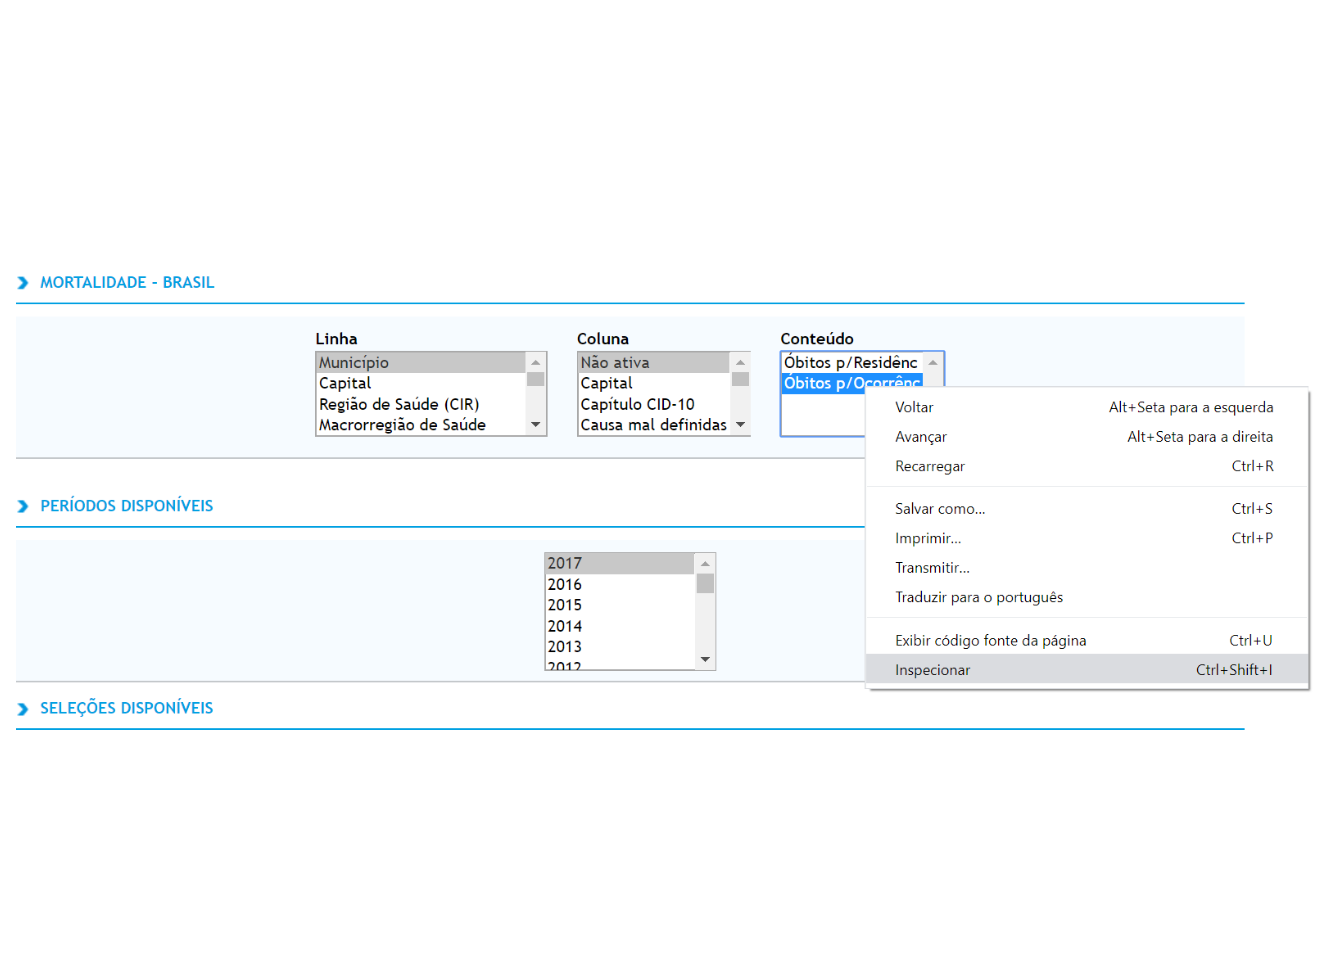 MORTALIDADE - BRASIL
Linha
Município
Capital
Região de Saúde (CIR)
Macrorregião de Saúde
Coluna
Não ativa
Capital
Capítulo CID-10
Causa mal definidas
Conteúdo
Óbitos p/Residênc
Óbitos p/Ocorrênc
Voltar Alt+Seta para a esquerda
Avançar Alt+Seta para a direita
Recarregar Ctrl+R
Salvar como... Ctrl+S
Imprimir... Ctrl+P
Transmitir...
Traduzir para o português
Exibir código fonte da página Ctrl+U
Inspecionar Ctrl+Shift+I
PERÍODOS DISPONÍVEIS
2017
2016
2015
2014
2013
2012
SELEÇÕES DISPONÍVEIS